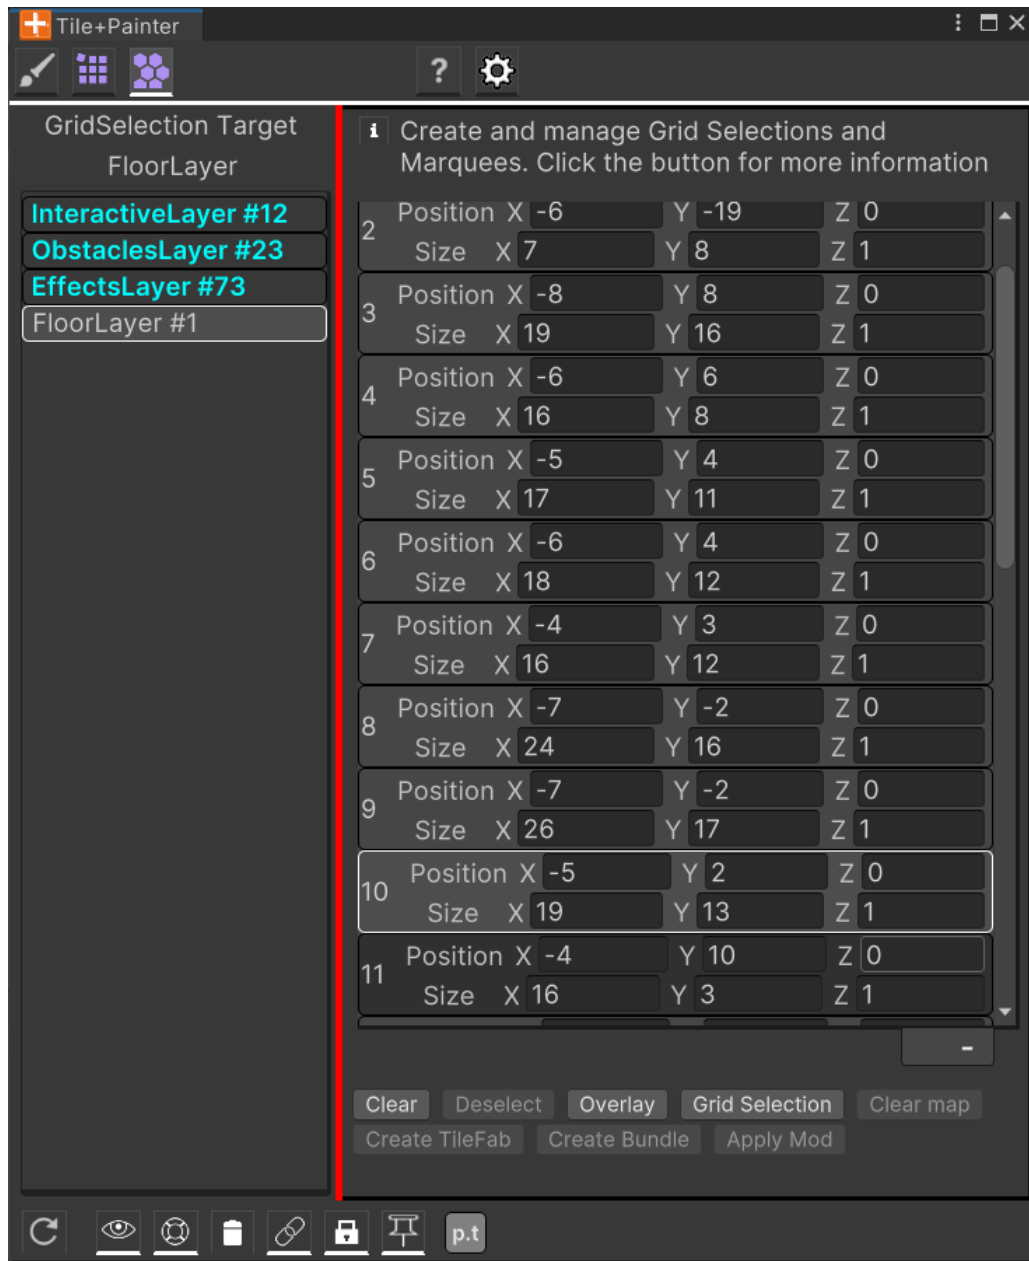 Tile+Painter
?
GridSelection Target
FloorLayer
InteractiveLayer #12
ObstaclesLayer #23
EffectsLayer #73
FloorLayer #1
i Create and manage Grid Selections and
Marquees. Click the button for more information
2 Position X -6 Y -19 Z 0
Size X 7 Y 8 Z 1
3 Position X -8 Y 8 Z 0
Size X 19 Y 16 Z 1
4 Position X -6 Y 6 Z 0
Size X 16 Y 8 Z 1
5 Position X -5 Y 4 Z 0
Size X 17 Y 11 Z 1
6 Position X -6 Y 4 Z 0
Size X 18 Y 12 Z 1
7 Position X -4 Y 3 Z 0
Size X 16 Y 12 Z 1
8 Position X -7 Y -2 Z 0
Size X 24 Y 16 Z 1
9 Position X -7 Y -2 Z 0
Size X 26 Y 17 Z 1
10 Position X -5 Y 2 Z 0
Size X 19 Y 13 Z 1
11 Position X -4 Y 10 Z 0
Size X 16 Y 3 Z 1
-
Clear Deselect Overlay Grid Selection Clear map
Create TileFab Create Bundle Apply Mod
p.t